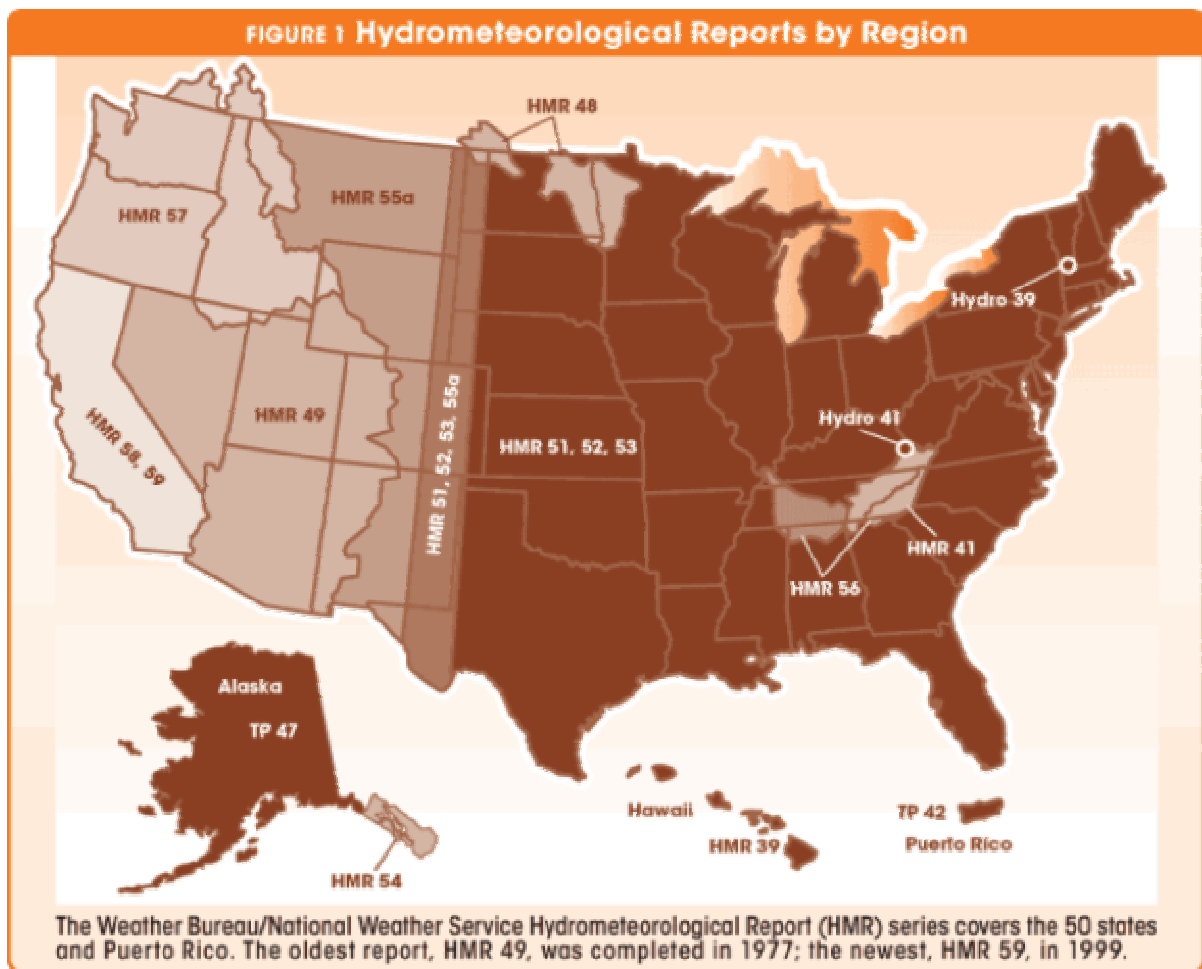 FIGURE 1 Hydrometeorological Reports by Region
HMR 48
HMR 57
HMR 55a
Hydro 39
HMR 49
HMR 58, 59
HMR 51, 52, 53, 55a
HMR 51, 52, 53
Hydro 41
HMR 41
HMR 56
Alaska
TP 47
HMR 54
Hawaii
HMR 39
TP 42
Puerto Rico
The Weather Bureau/National Weather Service Hydrometeorological Report (HMR) series covers the 50 states
and Puerto Rico. The oldest report, HMR 49, was completed in 1977; the newest, HMR 59, in 1999.